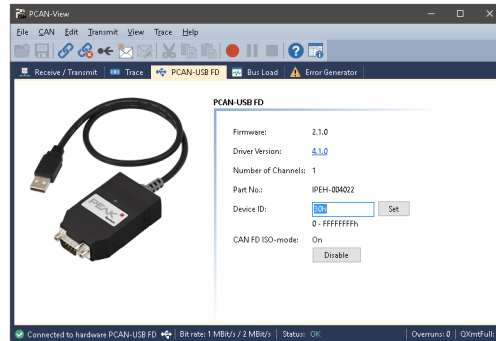 PCAN-View
File CAN Edit Transmit View Trace Help
Receive / Transmit Trace PCAN-USB FD Bus Load Error Generator
PCAN-USB FD
Firmware: 2.1.0
Driver Version: 4.1.0
Number of Channels: 1
Part No.: IPEH-004022
Device ID: Set
0 - FFFFFFFFh
CAN FD ISO-mode: On
Disable
PEAK
Connected to hardware PCAN-USB FD Bit rate: 1 MBit/s / 2 MBit/s Status: OK Overruns: 0 QXmtFull: